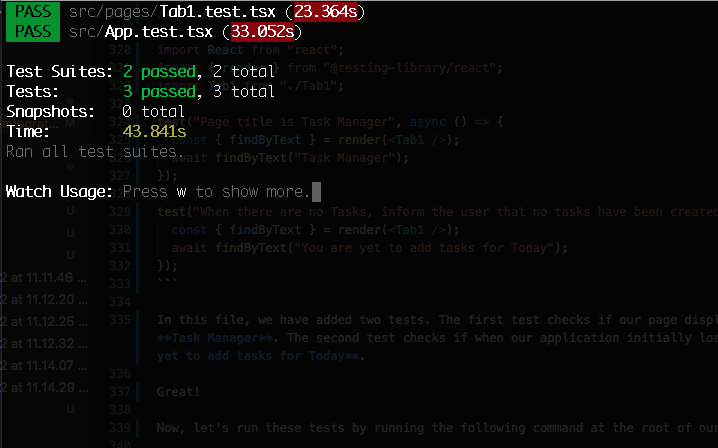 PASS src/pages/Tab1.test.tsx (23.364s)
PASS src/App.test.tsx (33.052s)
320 import React from "react";
from "@testing-library/react";
"./Tab1";
Test Suites: 2 passed, 2 total
Tests: 3 passed, 3 total
Snapshots: 0 total
Time: 43.841s
Ran all test suites.
test("Page title is Task Manager", async () => {
const { findByText } = render(<Tab1 />);
await findByText("Task Manager");
});
Watch Usage: Press w to show more.
329 test("When there are no Tasks, inform the user that no tasks have been created
330 const { findByText } = render(<Tab1 />);
331 await findByText("You are yet to add tasks for Today");
332 });
333 ```
334
335 In this file, we have added two tests. The first test checks if our page displ
**Task Manager**. The second test checks if when our application initially loa
yet to add tasks for Today**.
336
337 Great!
338
339 Now, let's run these tests by running the following command at the root of our
340
M
U
U
U
2 at 11.11.46 ...
2 at 11.12.20 ...
2 at 11.12.25 ...
2 at 11.12.32 ...
2 at 11.14.07 ...
2 at 11.14.29 ...
U